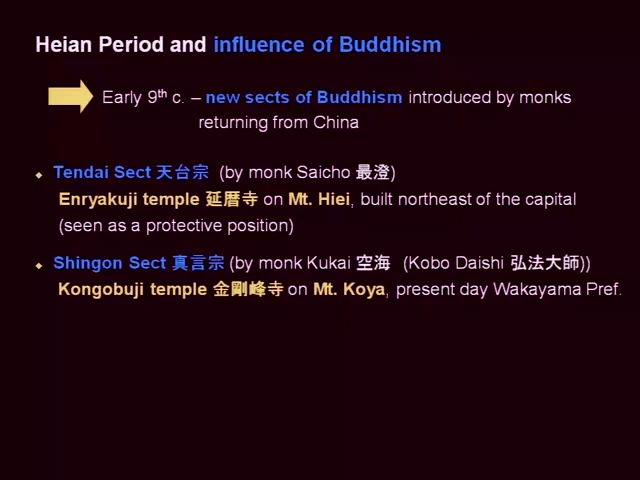 Heian Period and influence of Buddhism
Early 9th c. – new sects of Buddhism introduced by monks
returning from China
Tendai Sect 天台宗 (by monk Saicho 最澄)
Enryakuji temple 延暦寺 on Mt. Hiei, built northeast of the capital
(seen as a protective position)
Shingon Sect 真言宗 (by monk Kukai 空海 (Kobo Daishi 弘法大師))
Kongobuji temple 金剛峰寺 on Mt. Koya, present day Wakayama Pref.